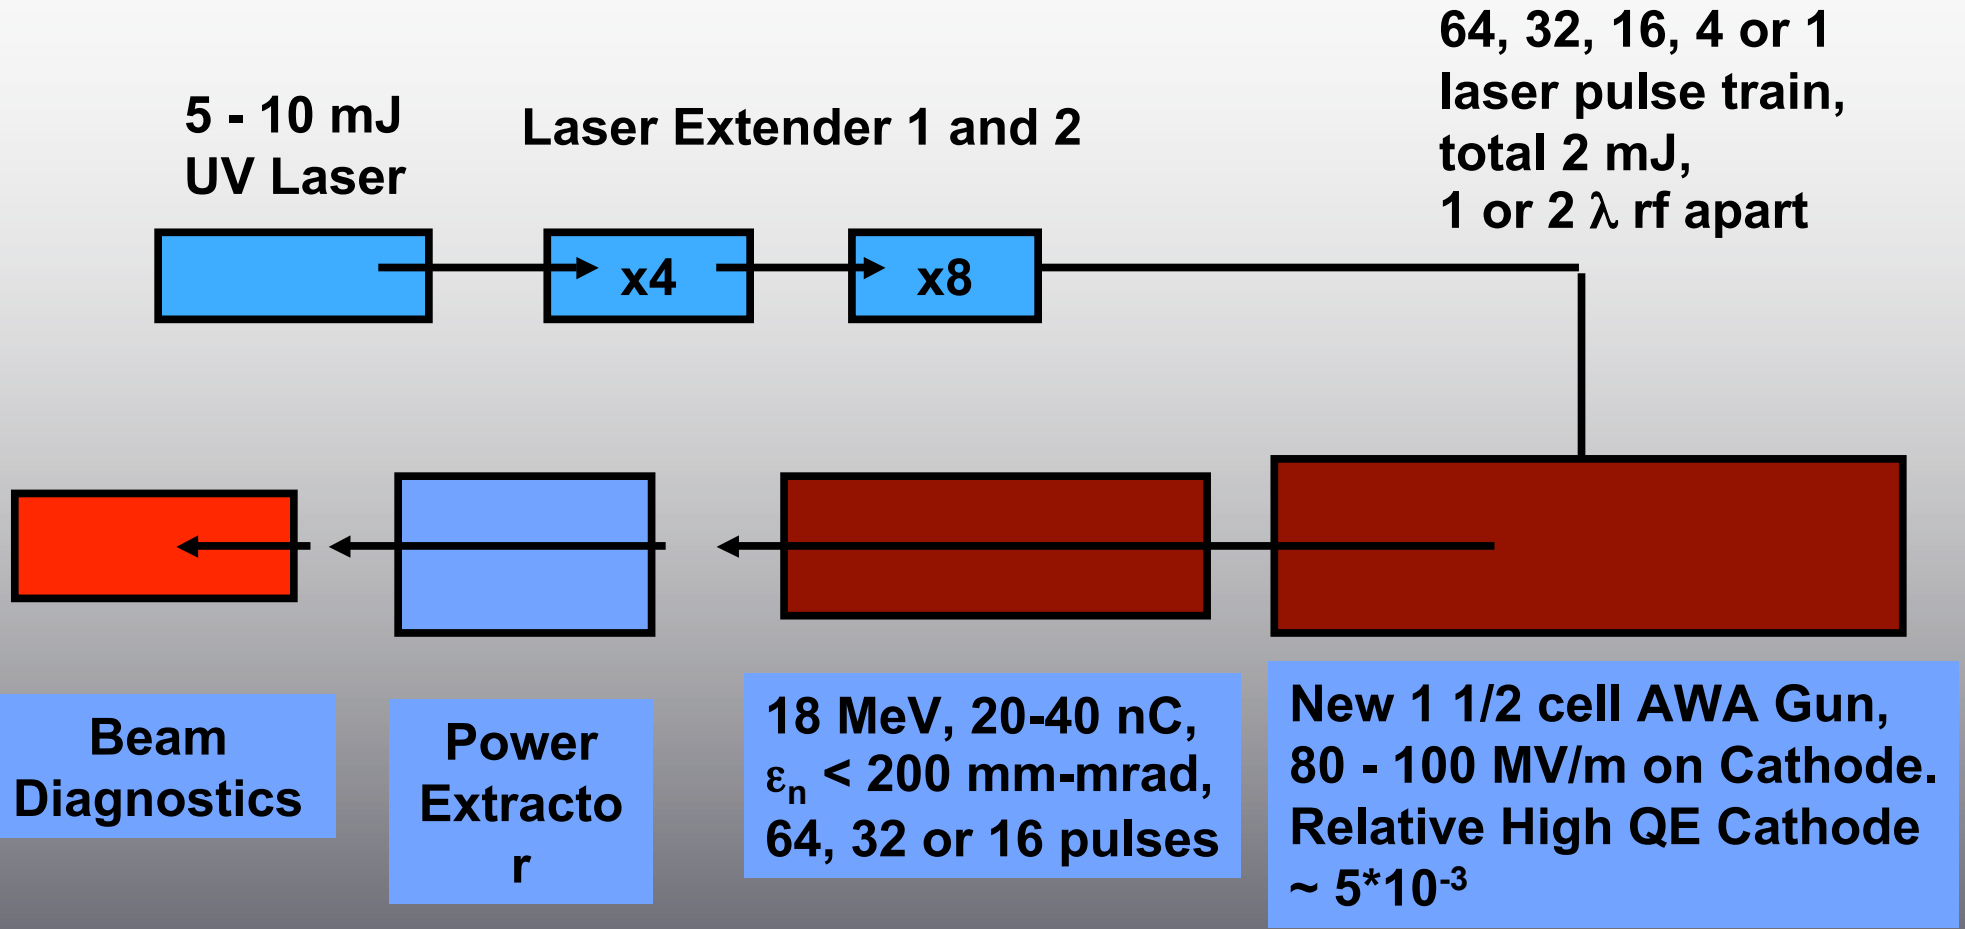 5 - 10 mJ
UV Laser
Laser Extender 1 and 2
64, 32, 16, 4 or 1
laser pulse train,
total 2 mJ,
1 or 2 λ rf apart
x4
x8
Beam
Diagnostics
Power
Extracto
r
18 MeV, 20-40 nC,
εn < 200 mm-mrad,
64, 32 or 16 pulses
New 1 1/2 cell AWA Gun,
80 - 100 MV/m on Cathode.
Relative High QE Cathode
~ 5*10-3